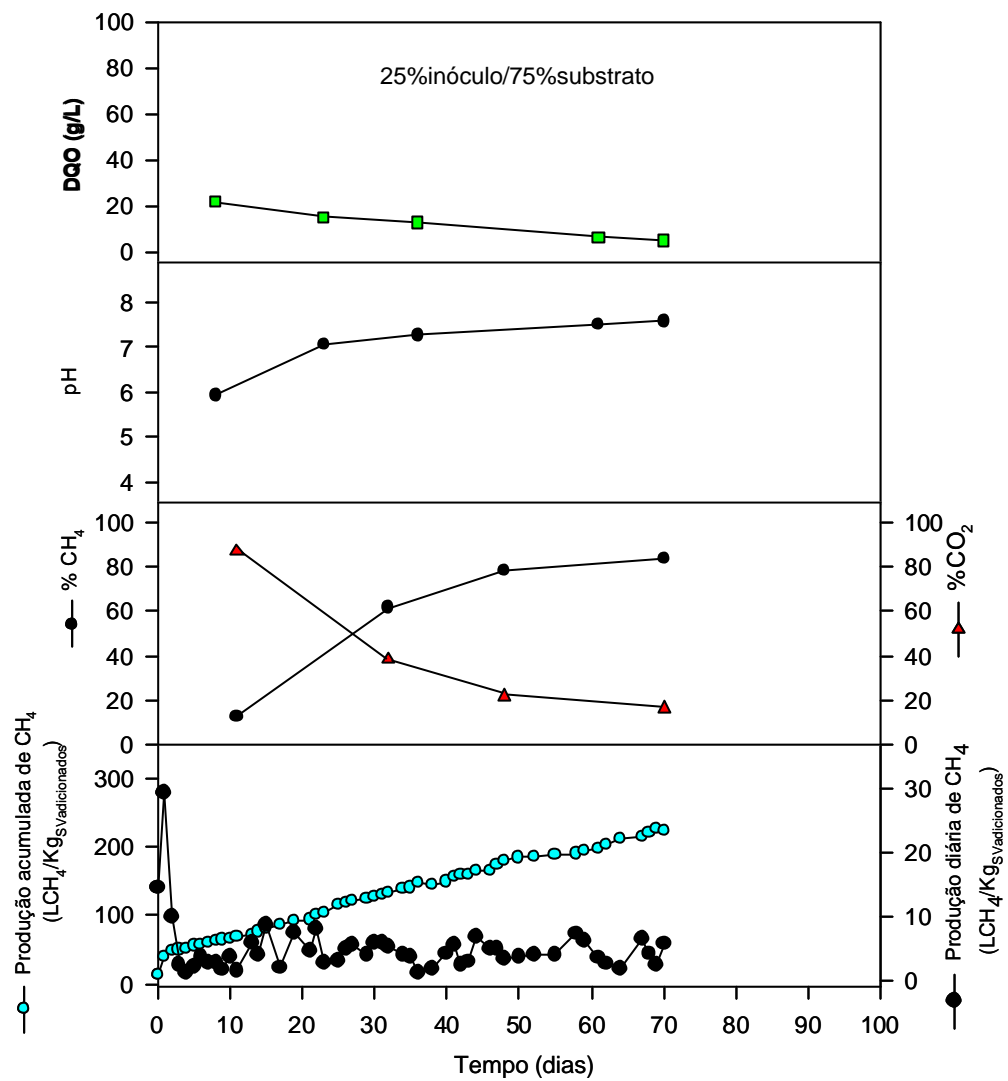 100
80
60
40
20
0
DQO (g/L)
25%inóculo/75%substrato
8
7
6
5
4
pH
100
80
60
40
20
0
% CH4
100
80
60
40
20
0
%CO2
300
200
100
0
Produção acumulada de CH4
(LCH4/KgSVadicionados)
30
20
10
0
Produção diária de CH4
(LCH4/KgSVadicionados)
0 10 20 30 40 50 60 70 80 90 100
Tempo (dias)